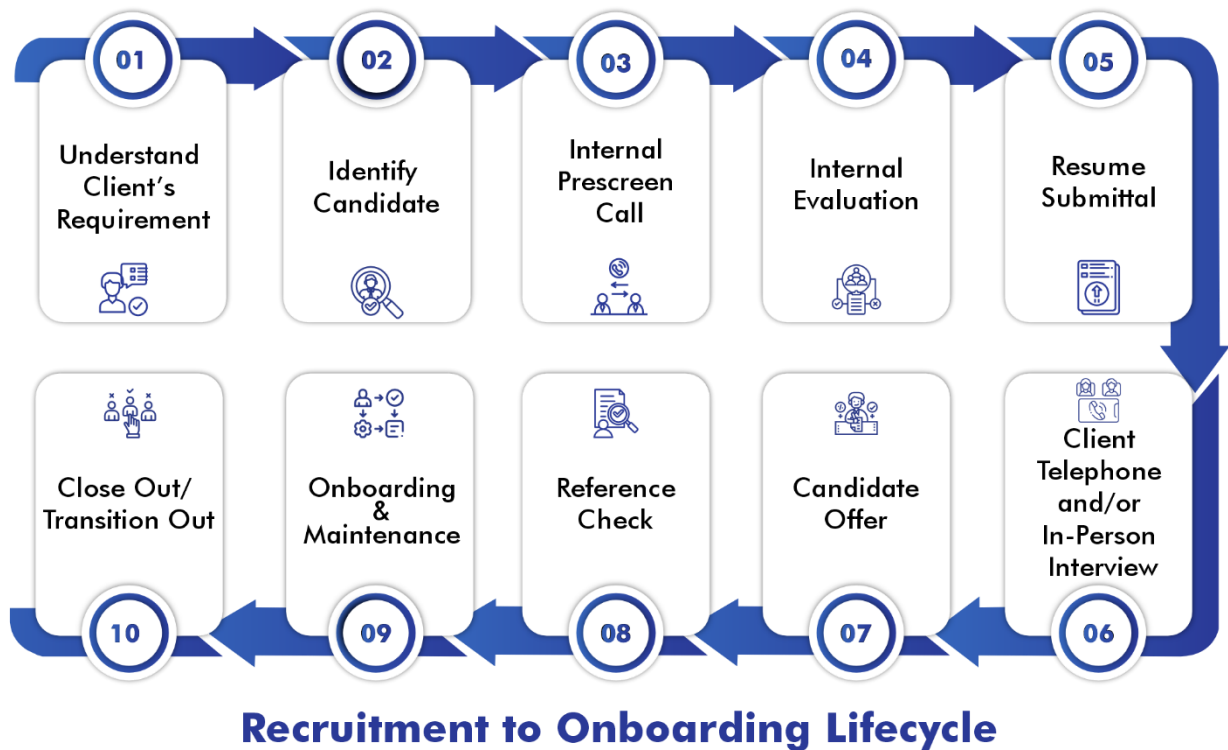 01
Understand
Client's
Requirement
02
Identify
Candidate
03
Internal
Prescreen
Call
04
Internal
Evaluation
05
Resume
Submittal
Client
Telephone
and/or
In-Person
Interview
06
Candidate
Offer
07
Reference
Check
08
Onboarding
&
Maintenance
09
Close Out/
Transition Out
10
Recruitment to Onboarding Lifecycle